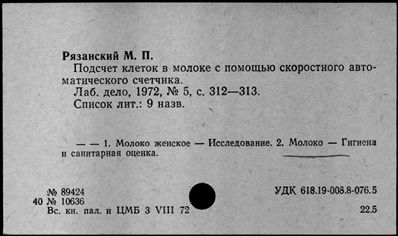 Рязанский М. П.
Подсчет клеток в молоке с помощью скоростного авто-
матического счетчика.
Лаб. дело, 1972, № 5, с. 312—313.
Список лит.: 9 назв.
— — 1. Молоко женское — Исследование. 2. Молоко — Гигиена
и санитарная оценка.
№ 89424
40 № 10636
Вс. кн. пал. и ЦМБ 3 VIII 72
УДК 618.19-008.8-076.5
22.5